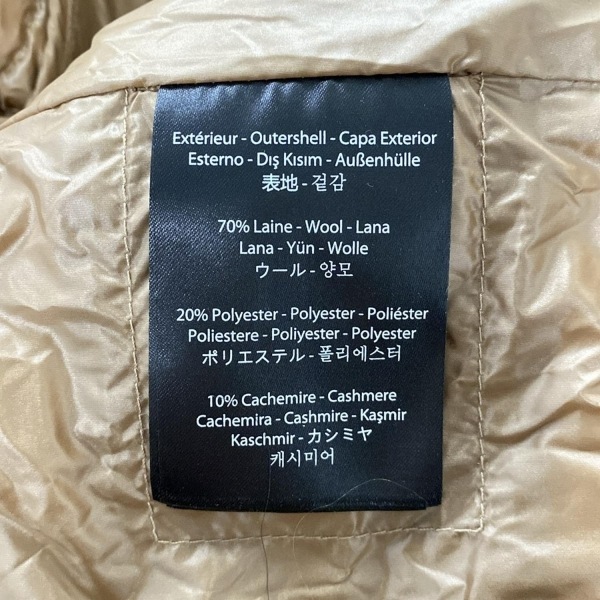 Extérieur - Outershell - Capa Exterior
Esterno - Dış Kısım - Außenhülle
表地 - 겉감
70% Laine - Wool - Lana
Lana - Yün - Wolle
ウール - 양모
20% Polyester - Polyester - Poliéster
Poliestere - Poliyester - Polyester
ポリエステル - 폴리에스터
10% Cachemire - Cashmere
Cachemira - Cashmire - Kaşmir
Kaschmir - カシミヤ
캐시미어